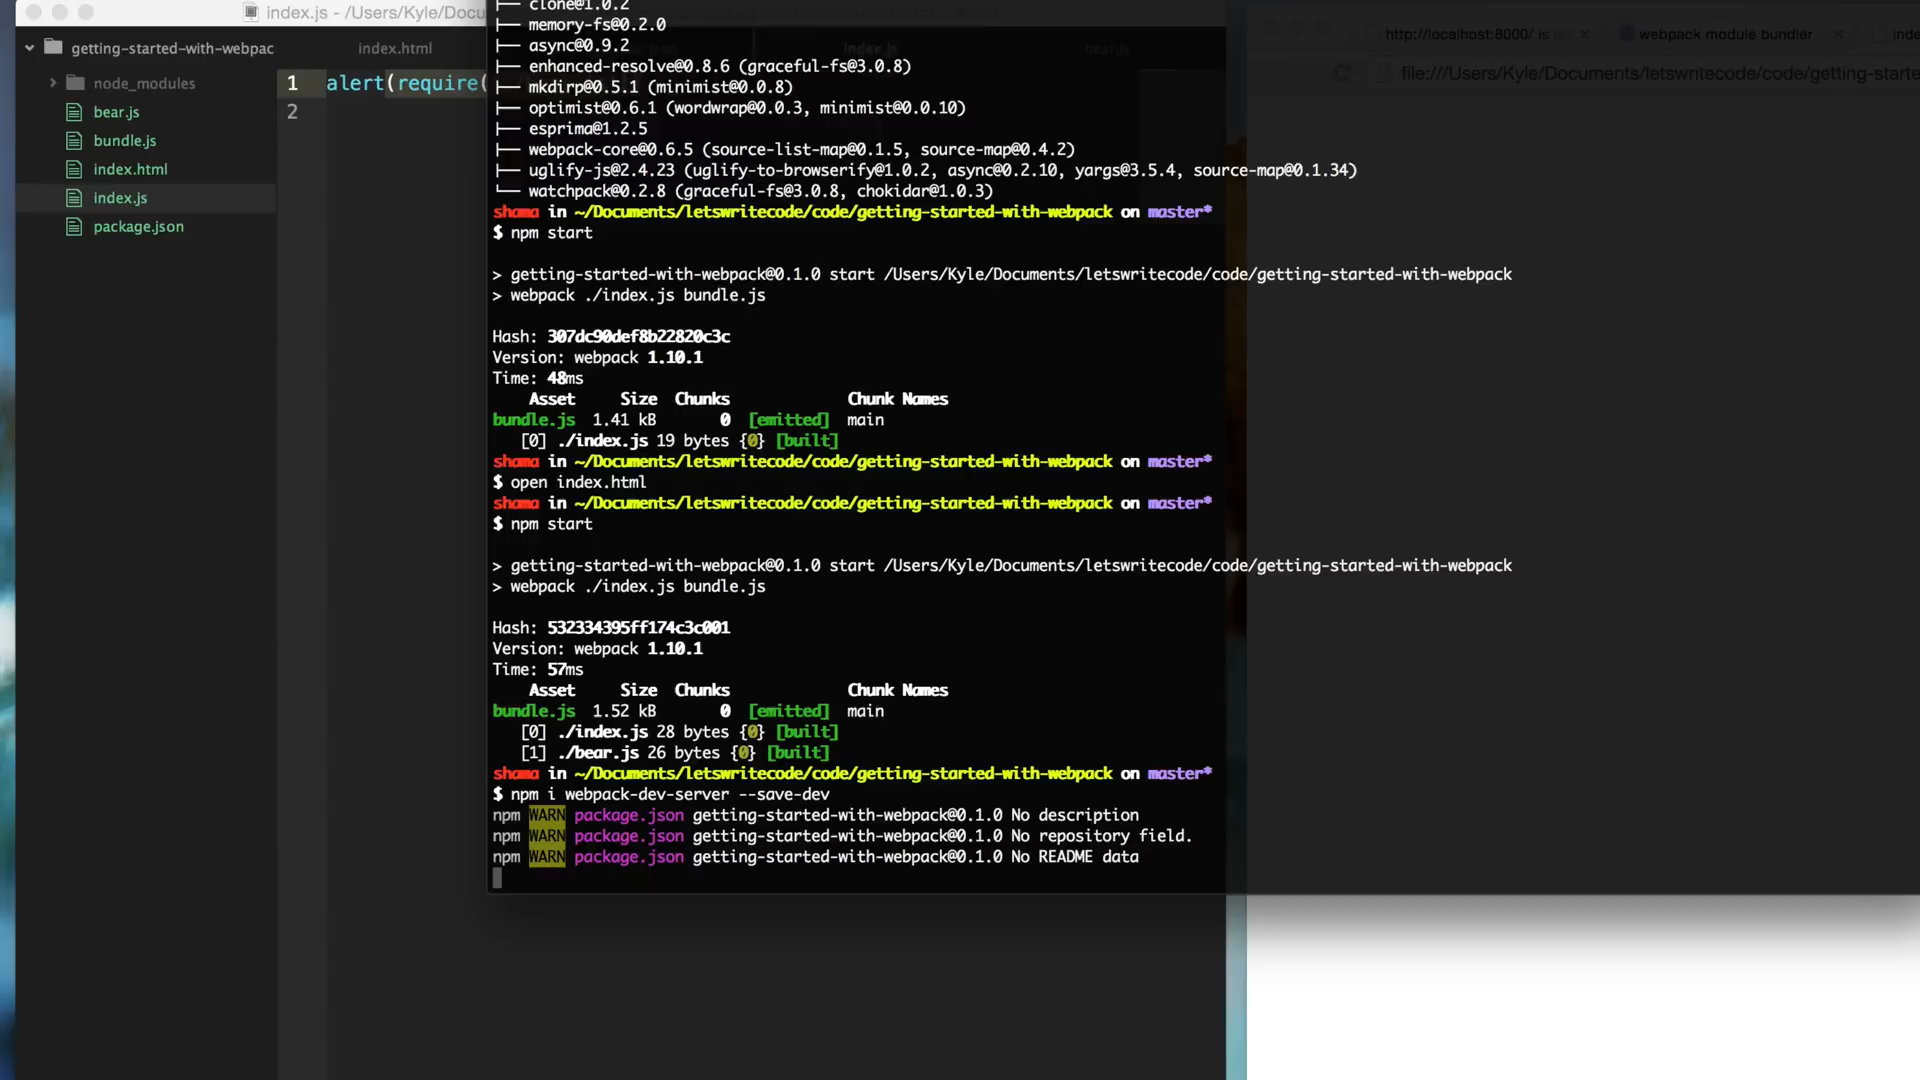 index.js - /Users/Kyle/Docu
getting-started-with-webpac
node_modules
bear.js
bundle.js
index.html
index.js
package.json
index.html
index.js
bear.js
1 alert(require(
2
├── clone@1.0.2
├── memory-fs@0.2.0
├── async@0.9.2
├── enhanced-resolve@0.8.6 (graceful-fs@3.0.8)
├── mkdirp@0.5.1 (minimist@0.0.8)
├── optimist@0.6.1 (wordwrap@0.0.3, minimist@0.0.10)
├── esprima@1.2.5
├── webpack-core@0.6.5 (source-list-map@0.1.5, source-map@0.4.2)
├── uglify-js@2.4.23 (uglify-to-browserify@1.0.2, async@0.2.10, yargs@3.5.4, source-map@0.1.34)
└── watchpack@0.2.8 (graceful-fs@3.0.8, chokidar@1.0.3)
shama in ~/Documents/letswritecode/code/getting-started-with-webpack on master*
$ npm start
> getting-started-with-webpack@0.1.0 start /Users/Kyle/Documents/letswritecode/code/getting-started-with-webpack
> webpack ./index.js bundle.js
Hash: 307dc90def8b22820c3c
Version: webpack 1.10.1
Time: 48ms
Asset Size Chunks Chunk Names
bundle.js 1.41 kB 0 [emitted] main
[0] ./index.js 19 bytes {0} [built]
shama in ~/Documents/letswritecode/code/getting-started-with-webpack on master*
$ open index.html
shama in ~/Documents/letswritecode/code/getting-started-with-webpack on master*
$ npm start
> getting-started-with-webpack@0.1.0 start /Users/Kyle/Documents/letswritecode/code/getting-started-with-webpack
> webpack ./index.js bundle.js
Hash: 532334395ff174c3c001
Version: webpack 1.10.1
Time: 57ms
Asset Size Chunks Chunk Names
bundle.js 1.52 kB 0 [emitted] main
[0] ./index.js 28 bytes {0} [built]
[1] ./bear.js 26 bytes {0} [built]
shama in ~/Documents/letswritecode/code/getting-started-with-webpack on master*
$ npm i webpack-dev-server --save-dev
npm WARN package.json getting-started-with-webpack@0.1.0 No description
npm WARN package.json getting-started-with-webpack@0.1.0 No repository field.
npm WARN package.json getting-started-with-webpack@0.1.0 No README data
http://localhost:8000/ is
webpack module bundler
inde
file:///Users/Kyle/Documents/letswritecode/code/getting-starte